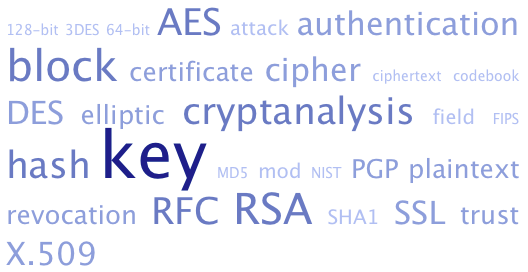 128-bit 3DES 64-bit AES attack authentication
block certificate cipher ciphertext codebook
DES elliptic cryptanalysis field FIPS
hash key MD5 mod NIST PGP plaintext
revocation RFC RSA SHA1 SSL trust
X.509